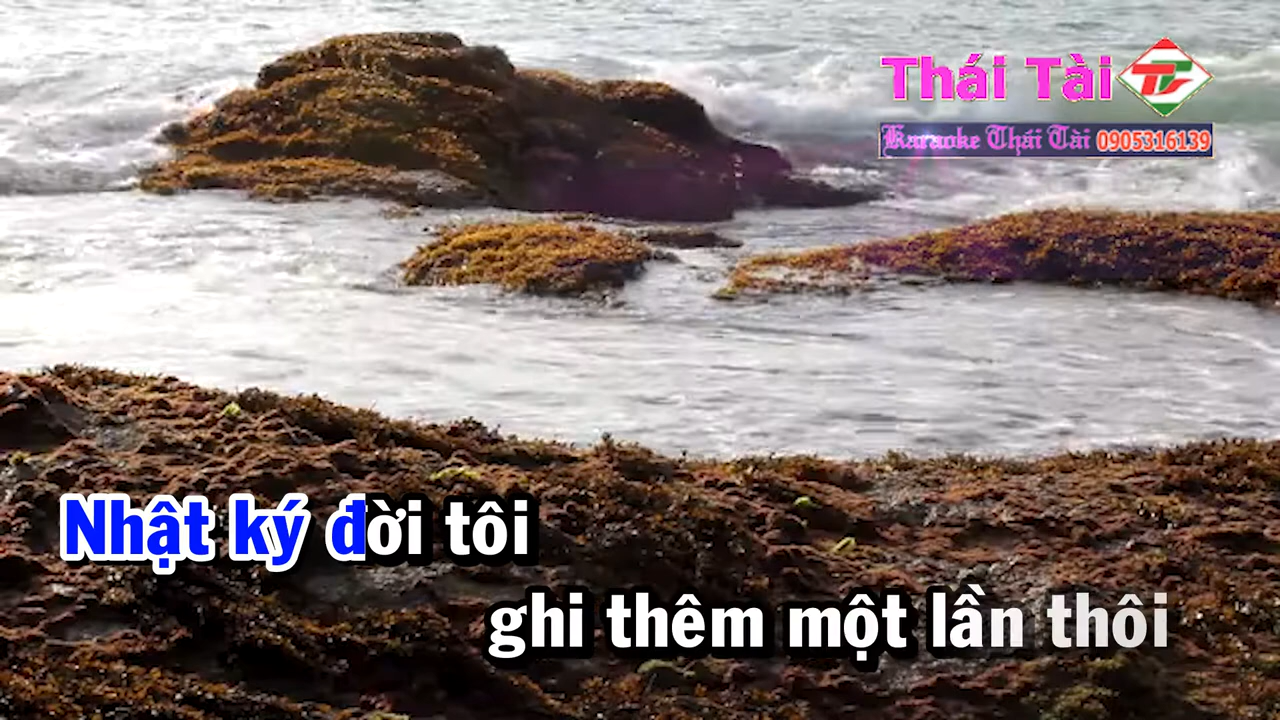 Thái Tài
Karaoke Thái Tài 0905316139
Nhật ký đời tôi
ghi thêm một lần thôi